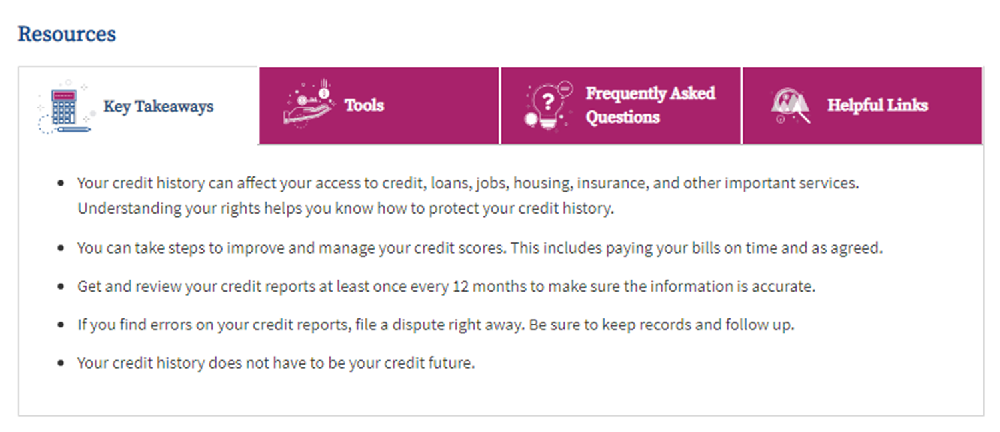 Resources
Key Takeaways
Tools
Frequently Asked
Questions
Helpful Links
• Your credit history can affect your access to credit, loans, jobs, housing, insurance, and other important services.
Understanding your rights helps you know how to protect your credit history.
• You can take steps to improve and manage your credit scores. This includes paying your bills on time and as agreed.
• Get and review your credit reports at least once every 12 months to make sure the information is accurate.
• If you find errors on your credit reports, file a dispute right away. Be sure to keep records and follow up.
• Your credit history does not have to be your credit future.